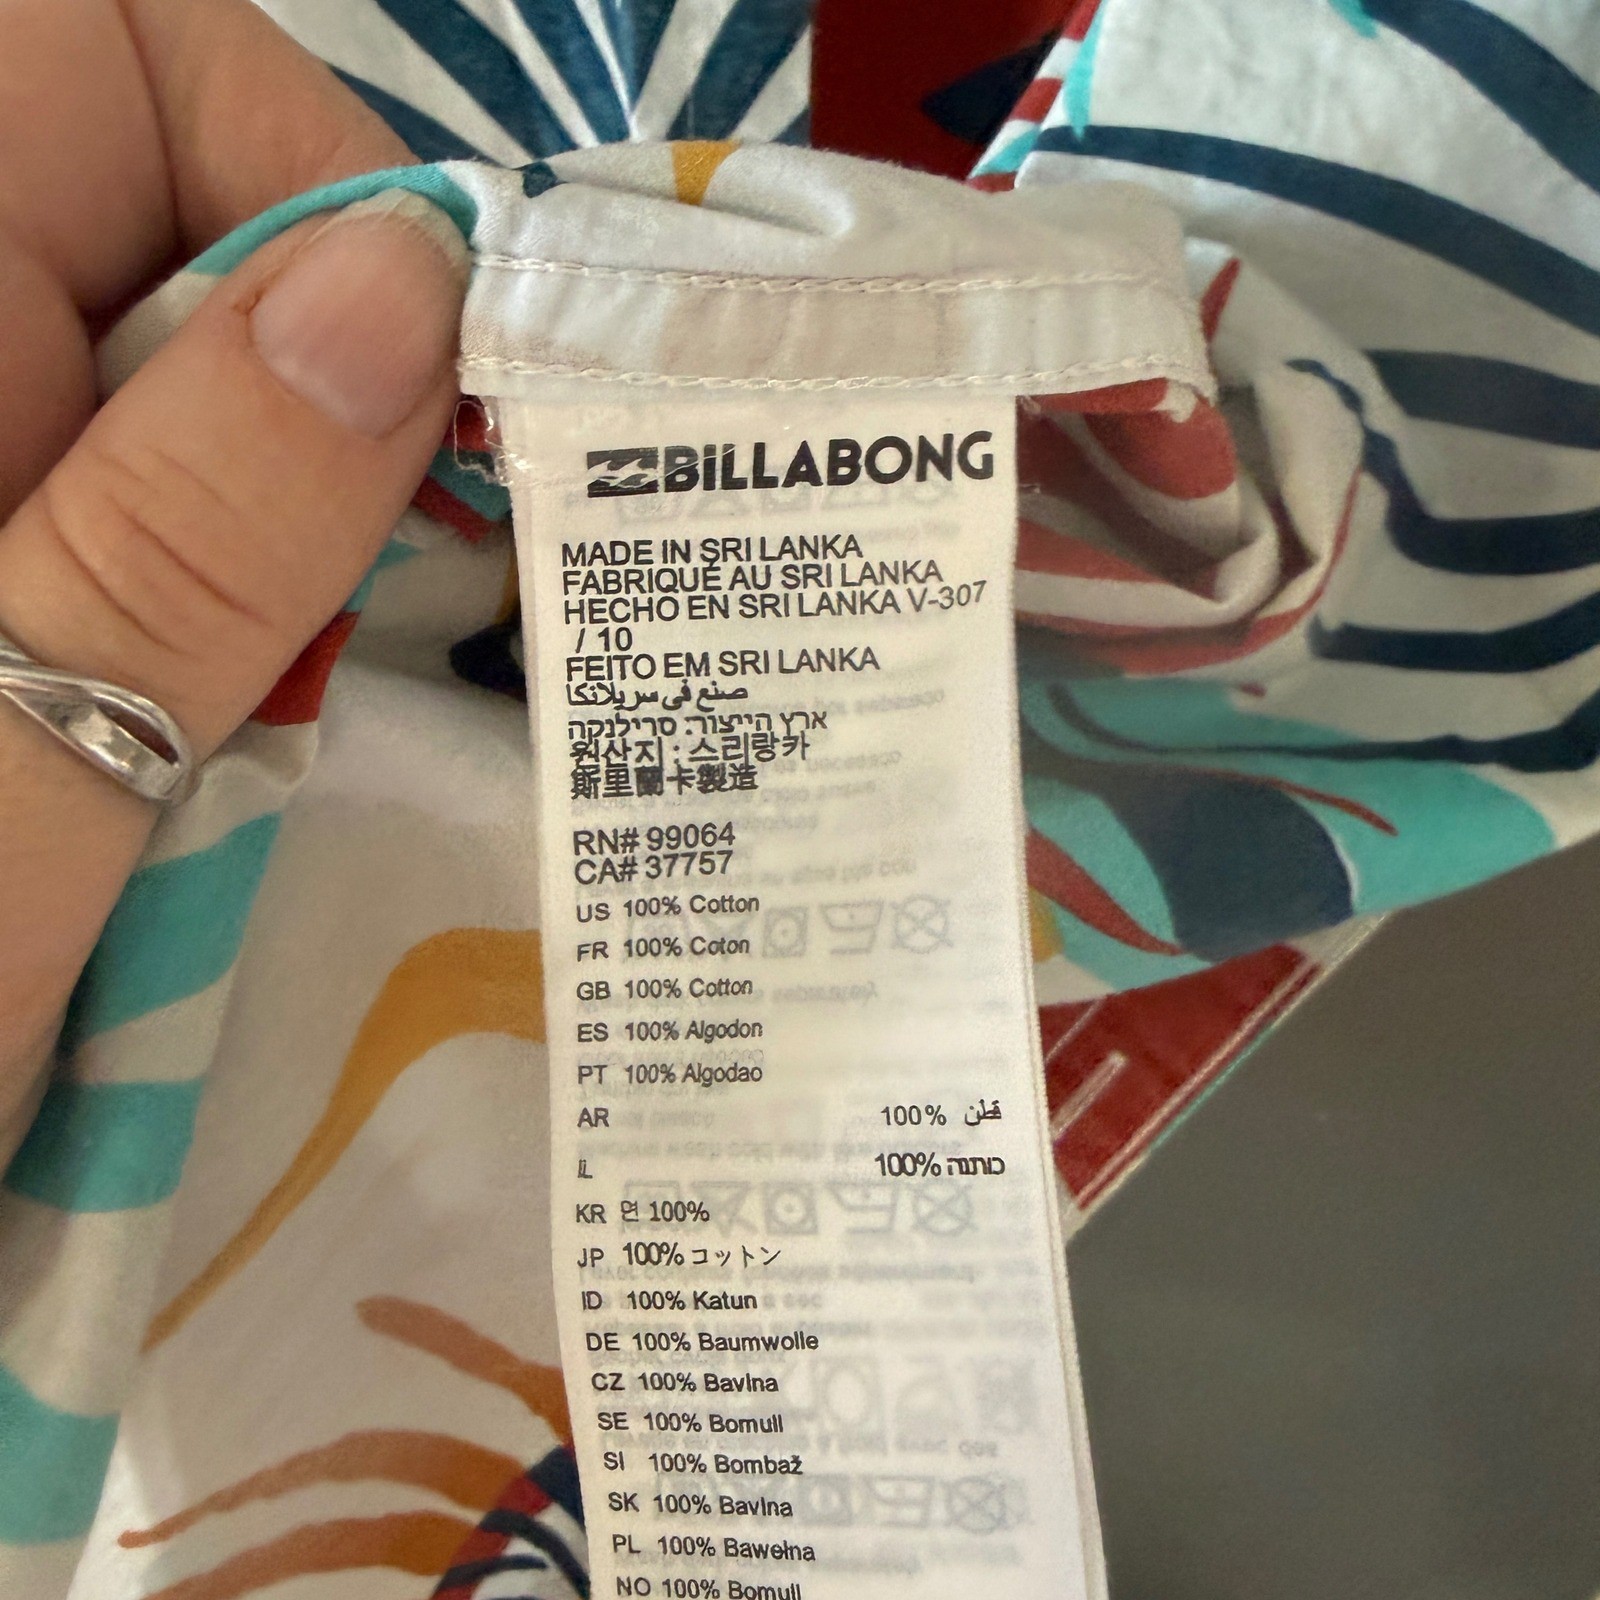 BILLABONG
MADE IN SRI LANKA
FABRIQUÉ AU SRI LANKA
HECHO EN SRI LANKA V-307
/ 10
FEITO EM SRI LANKA
صنع في سريلانكا
ארץ הייצור: סרילנקה
원산지 : 스리랑카
斯里蘭卡製造
RN# 99064
CA# 37757
US 100% Cotton
FR 100% Coton
GB 100% Cotton
ES 100% Algodon
PT 100% Algodao
AR 100% قطن
IL 100% כותנה
KR 면 100%
JP 100% コットン
ID 100% Katun
DE 100% Baumwolle
CZ 100% Bavlna
SE 100% Bomull
SI 100% Bombaž
SK 100% Bavlna
PL 100% Bawełna
NO 100% Bomull